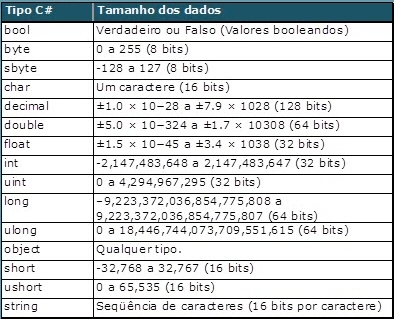 Tipo C# Tamanho dos dados
bool Verdadeiro ou Falso (Valores booleandos)
byte 0 a 255 (8 bits)
sbyte -128 a 127 (8 bits)
char Um caractere (16 bits)
decimal ±1.0 × 10−28 a ±7.9 × 1028 (128 bits)
double ±5.0 × 10−324 a ±1.7 × 10308 (64 bits)
float ±1.5 × 10−45 a ±3.4 × 1038 (32 bits)
int -2,147,483,648 a 2,147,483,647 (32 bits)
uint 0 a 4,294,967,295 (32 bits)
long –9,223,372,036,854,775,808 a
9,223,372,036,854,775,807 (64 bits)
ulong 0 a 18,446,744,073,709,551,615 (64 bits)
object Qualquer tipo.
short -32,768 a 32,767 (16 bits)
ushort 0 a 65,535 (16 bits)
string Seqüência de caracteres (16 bits por caractere)